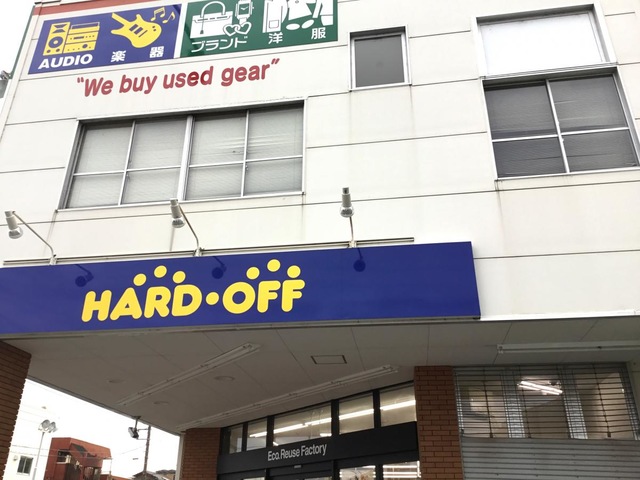 AUDIO 楽器
ブランド 洋服
"We buy used gear"
HARD・OFF
Eco.Reuse Factory